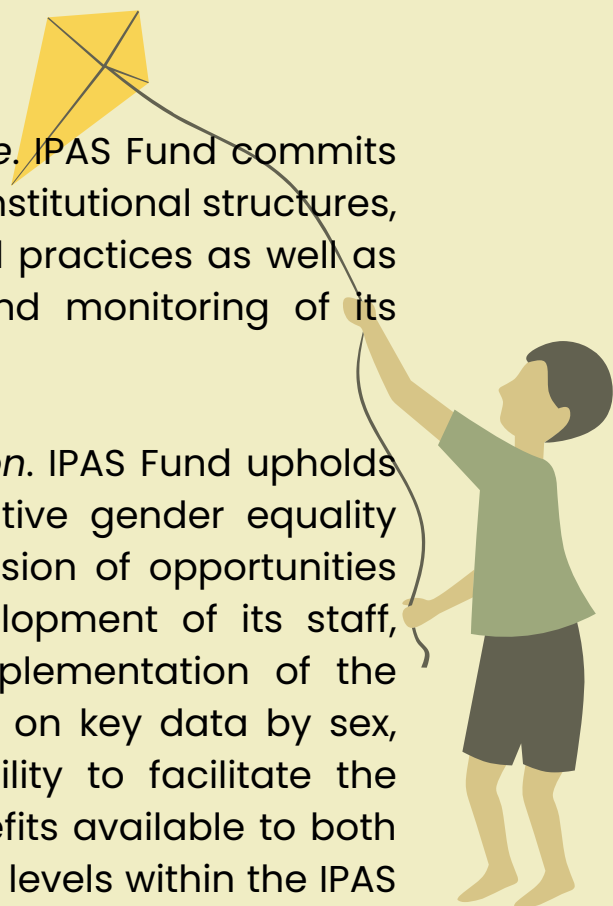 e. IPAS Fund commits
nstitutional structures,
practices as well as
nd monitoring of its
on. IPAS Fund upholds
tive gender equality
sion of opportunities
lopment of its staff,
plementation of the
on key data by sex,
ility to facilitate the
efits available to both
levels within the IPAS